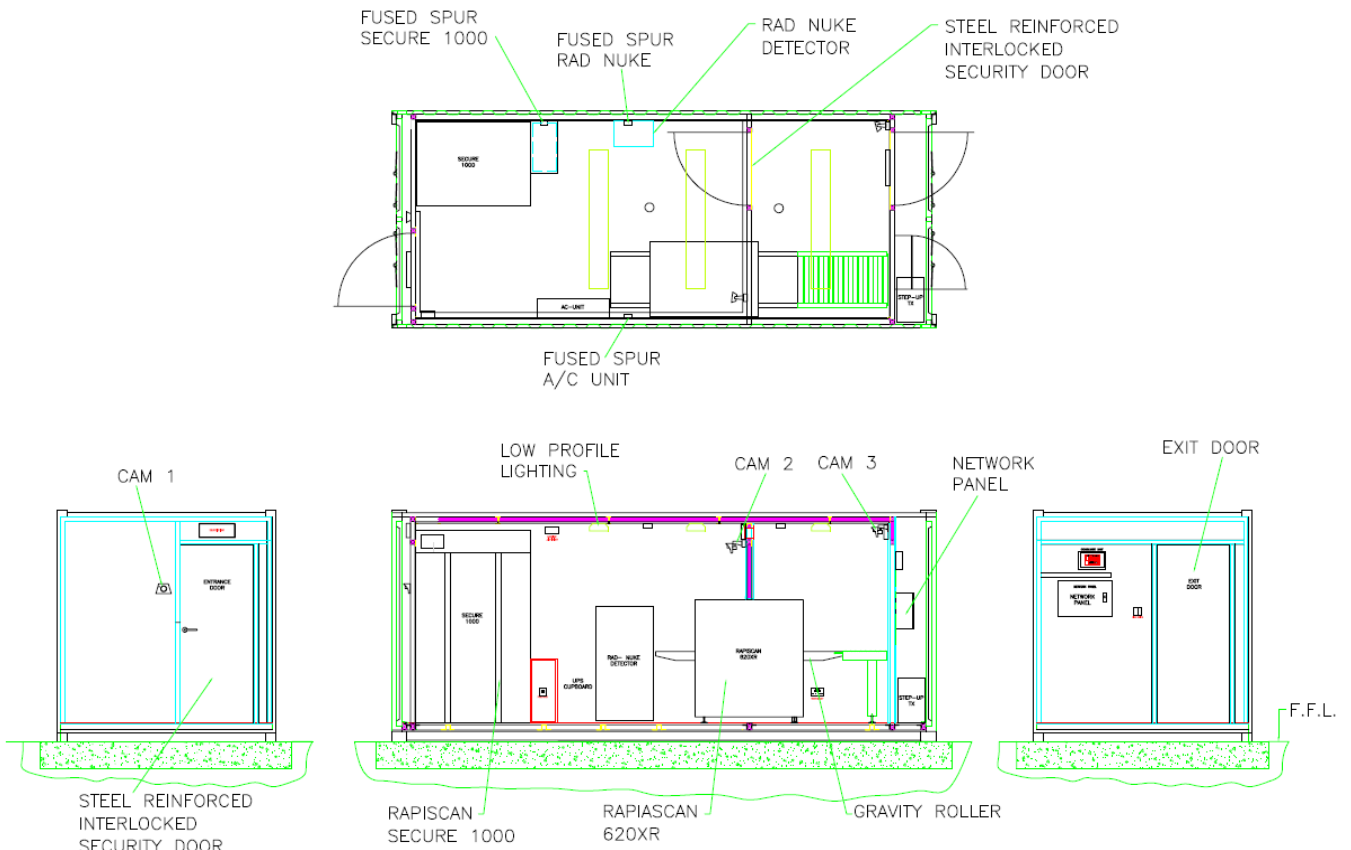 FUSED SPUR
SECURE 1000
FUSED SPUR
RAD NUKE
RAD NUKE
DETECTOR
STEEL REINFORCED
INTERLOCKED
SECURITY DOOR
SECURE
1000
AC-UNIT
STEP-UP
TX
FUSED SPUR
A/C UNIT
CAM 1
LOW PROFILE
LIGHTING
CAM 2
CAM 3
NETWORK
PANEL
EXIT DOOR
ENTRANCE
DOOR
SECURE
1000
UPS
CUPBOARD
RAD- NUKE
DETECTOR
RAPISCAN
620XR
STEP-UP
TX
NETWORK PANEL
NETWORK
PANEL
EXIT
DOOR
F.F.L.
STEEL REINFORCED
INTERLOCKED
SECURITY DOOR
RAPISCAN
SECURE 1000
RAPIASCAN
620XR
GRAVITY ROLLER